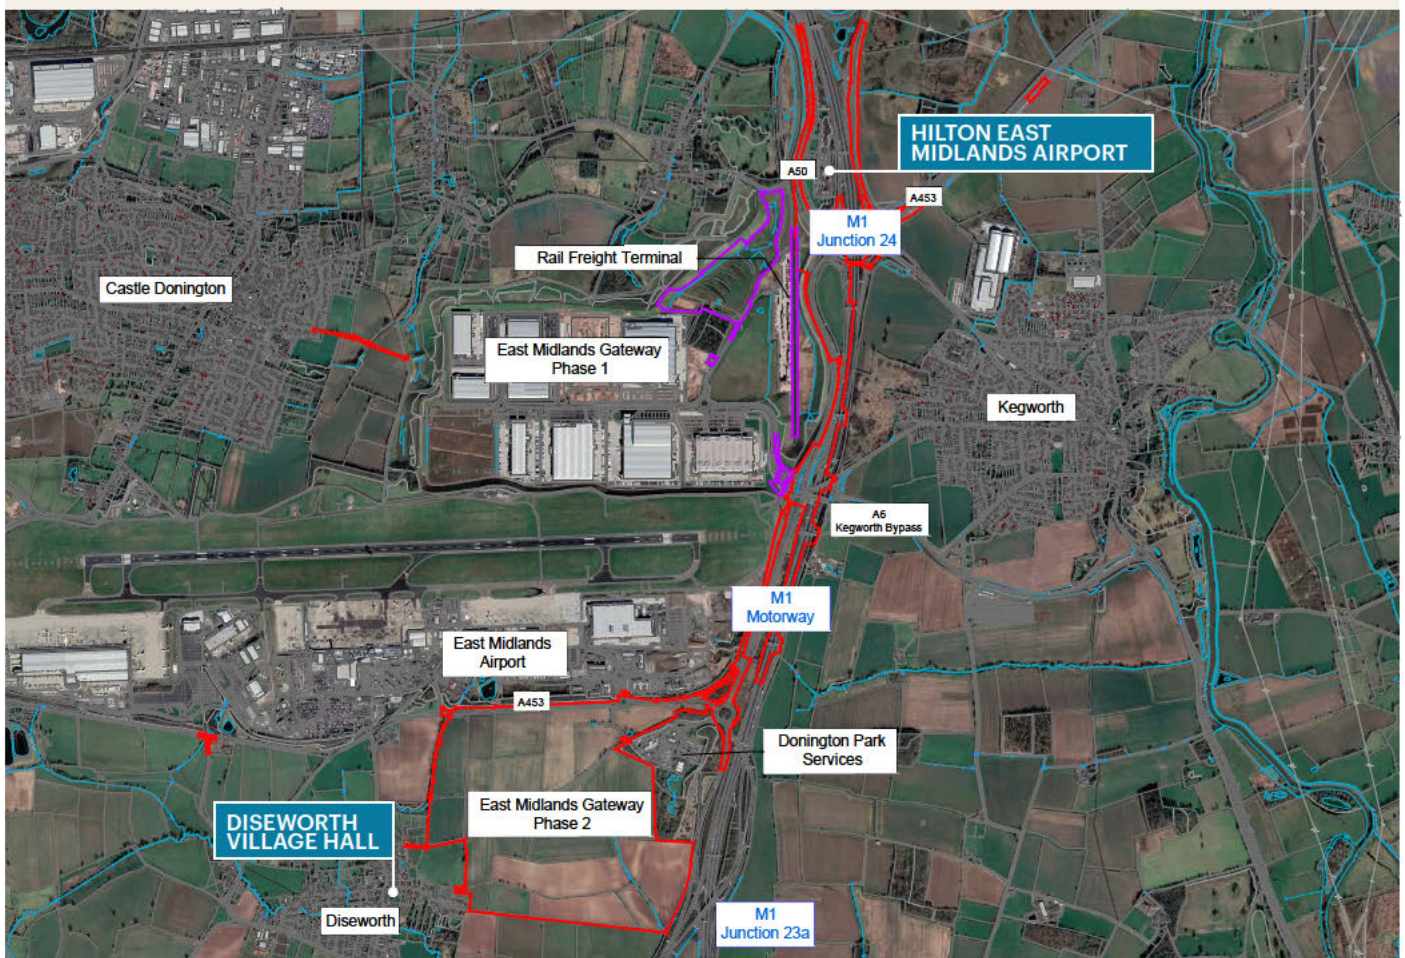 HILTON EAST
MIDLANDS AIRPORT
A50
A453
M1
Junction 24
Rail Freight Terminal
Castle Donington
East Midlands Gateway
Phase 1
Kegworth
A6
Kegworth Bypass
M1
Motorway
East Midlands
Airport
A453
Donington Park
Services
East Midlands Gateway
Phase 2
DISEWORTH
VILLAGE HALL
Diseworth
M1
Junction 23a